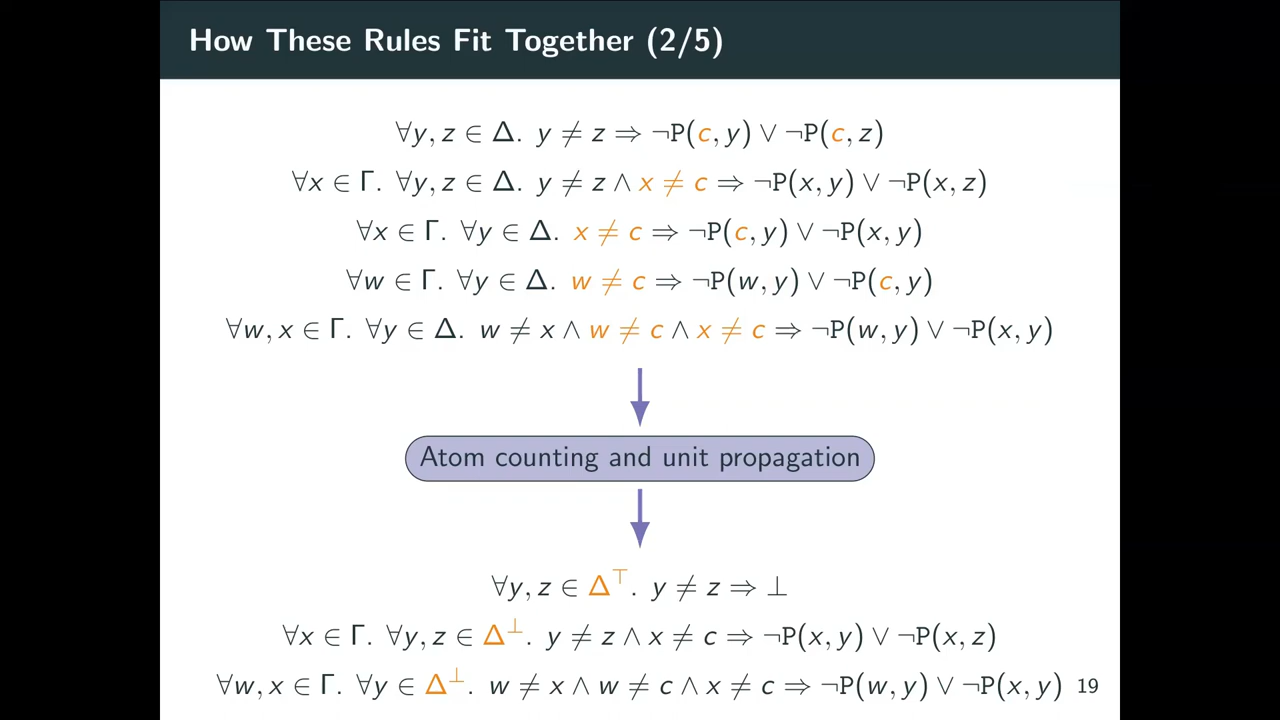 How These Rules Fit Together (2/5)
∀y, z ∈ Δ. y ≠ z ⇒ ¬P(c, y) ∨ ¬P(c, z)
∀x ∈ Γ. ∀y, z ∈ Δ. y ≠ z ∧ x ≠ c ⇒ ¬P(x, y) ∨ ¬P(x, z)
∀x ∈ Γ. ∀y ∈ Δ. x ≠ c ⇒ ¬P(c, y) ∨ ¬P(x, y)
∀w ∈ Γ. ∀y ∈ Δ. w ≠ c ⇒ ¬P(w, y) ∨ ¬P(c, y)
∀w, x ∈ Γ. ∀y ∈ Δ. w ≠ x ∧ w ≠ c ∧ x ≠ c ⇒ ¬P(w, y) ∨ ¬P(x, y)
Atom counting and unit propagation
∀y, z ∈ Δ^⊤. y ≠ z ⇒ ⊥
∀x ∈ Γ. ∀y, z ∈ Δ^⊥. y ≠ z ∧ x ≠ c ⇒ ¬P(x, y) ∨ ¬P(x, z)
∀w, x ∈ Γ. ∀y ∈ Δ^⊥. w ≠ x ∧ w ≠ c ∧ x ≠ c ⇒ ¬P(w, y) ∨ ¬P(x, y) 19